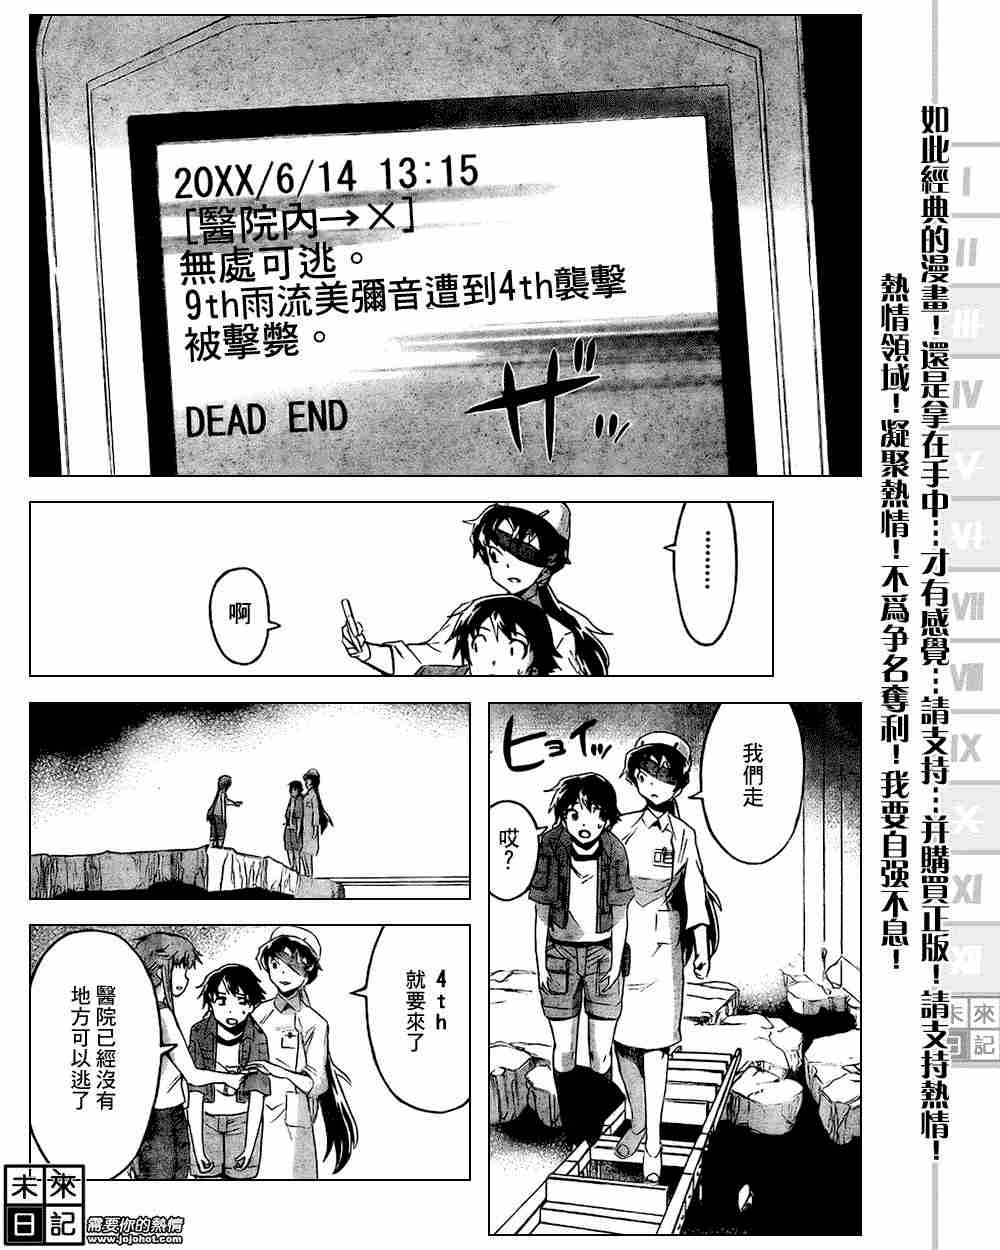 20XX/6/14 13:15
[醫院內→×]
無處可逃。
9th雨流美彌音遭到4th襲擊
被擊斃。
DEAD END
ザッ
………
啊
我們走
ヒョイッ
哎?
4th
就要來了
醫院已經沒有
地方可以逃了
如此經典的漫畫！還是拿在手中…才有感覺…請支持…并購買正版！請支持熱情！
熱情領域！凝聚熱情！不爲争名奪利！我要自强不息！
I
II
III
IV
V
VI
VII
VIII
IX
X
XI
XII
未來
日記
未來
日記
需要你的熱情
www.jojohot.com